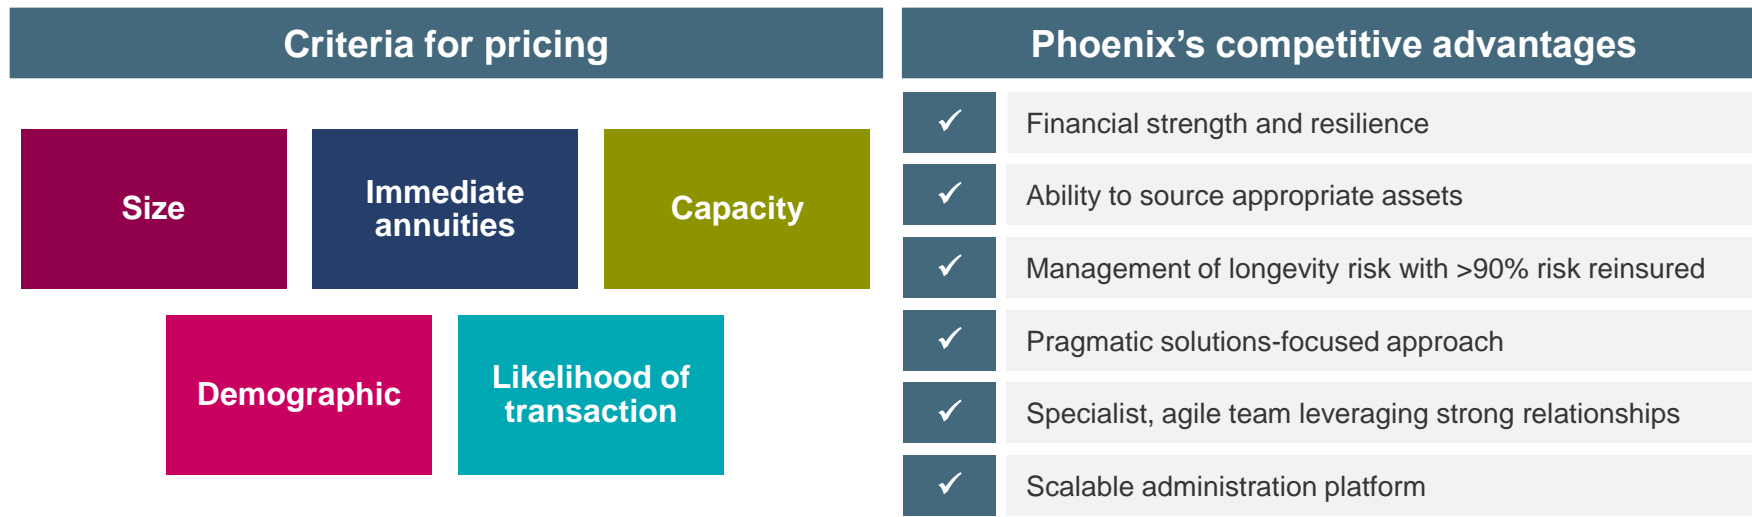 Criteria for pricing
Size
Immediate
annuities
Capacity
Demographic
Likelihood of
transaction
Phoenix’s competitive advantages
✓ Financial strength and resilience
✓ Ability to source appropriate assets
✓ Management of longevity risk with >90% risk reinsured
✓ Pragmatic solutions-focused approach
✓ Specialist, agile team leveraging strong relationships
✓ Scalable administration platform